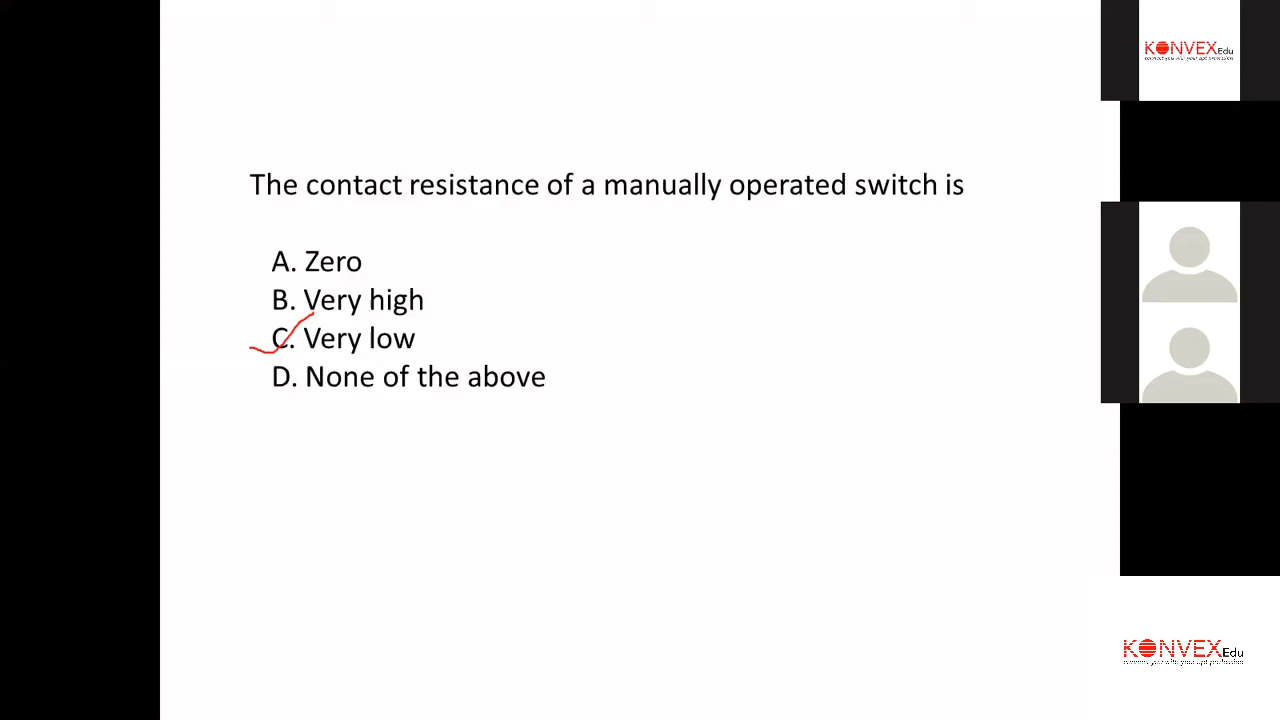 KONVEX Edu
The contact resistance of a manually operated switch is
A. Zero
B. Very high
C. Very low
D. None of the above
KONVEX Edu